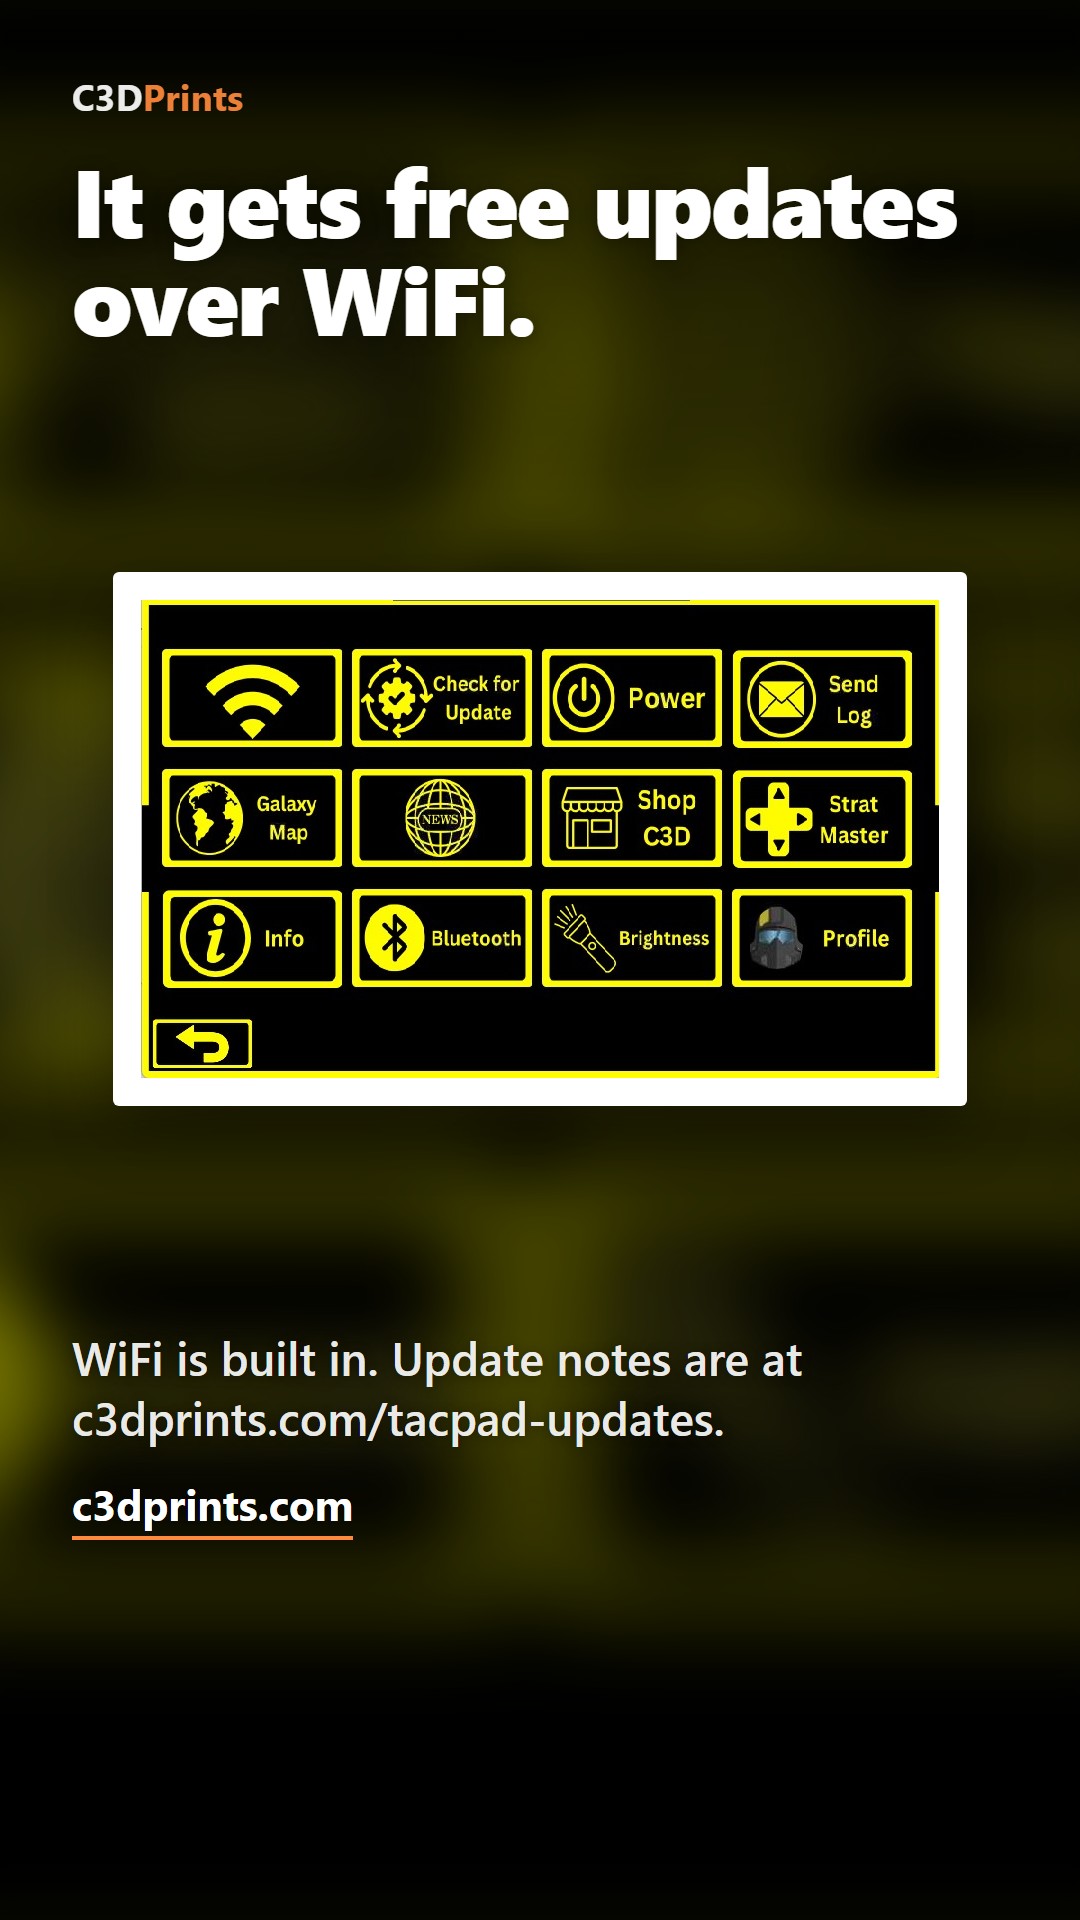 C3DPrints
It gets free updates
over WiFi.
Check for
Update
Power
Send
Log
Galaxy
Map
NEWS
Shop
C3D
Strat
Master
Info
Bluetooth
Brightness
Profile
WiFi is built in. Update notes are at
c3dprints.com/tacpad-updates.
c3dprints.com